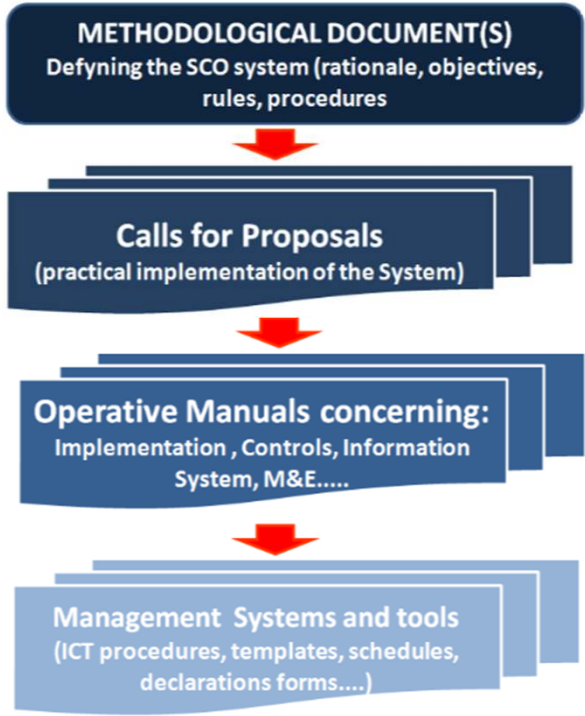 METHODOLOGICAL DOCUMENT(S)
Defyning the SCO system (rationale, objectives,
rules, procedures
Calls for Proposals
(practical implementation of the System)
Operative Manuals concerning:
Implementation , Controls, Information
System, M&E.....
Management Systems and tools
(ICT procedures, templates, schedules,
declarations forms....)